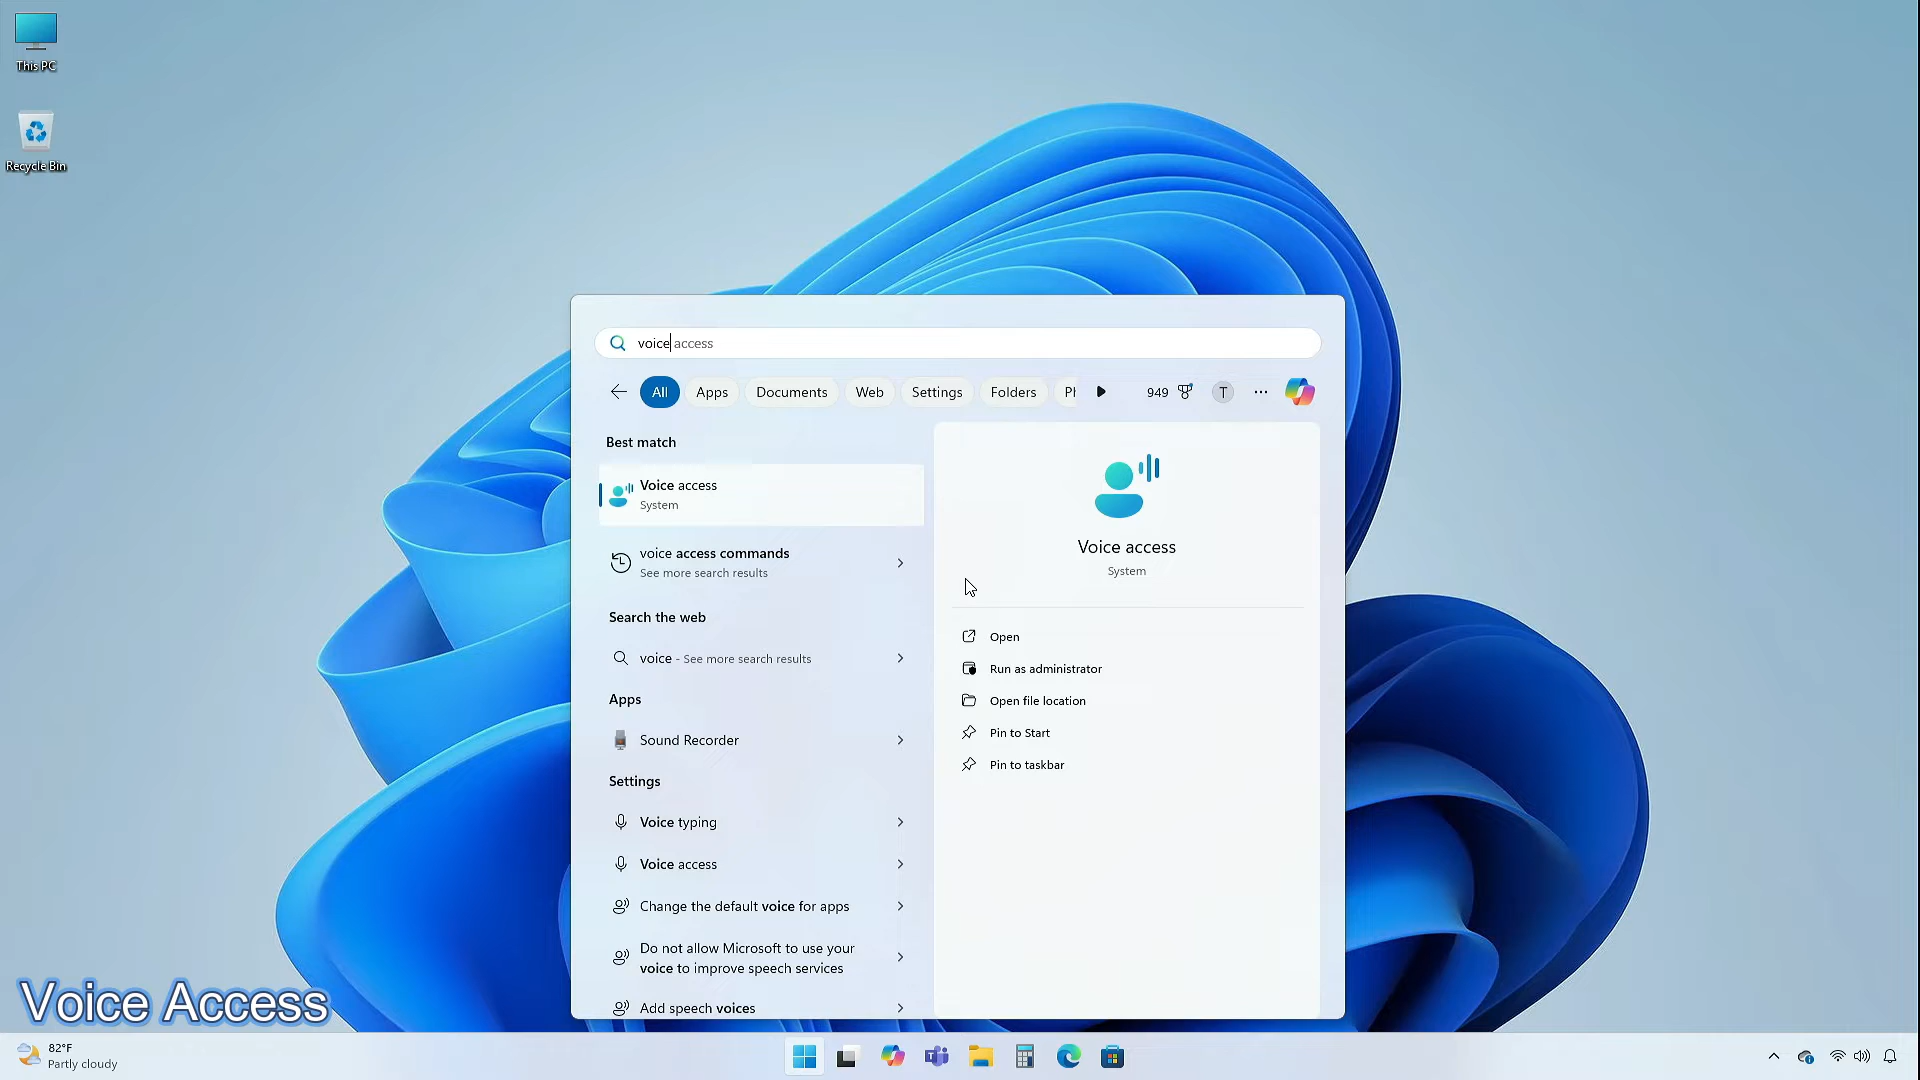 This PC
Recycle Bin
voice access
All Apps Documents Web Settings Folders Pl 949 T
Best match
Voice access
System
voice access commands
See more search results
Search the web
voice - See more search results
Apps
Sound Recorder
Settings
Voice typing
Voice access
Change the default voice for apps
Do not allow Microsoft to use your
voice to improve speech services
Add speech voices
Voice access
System
Open
Run as administrator
Open file location
Pin to Start
Pin to taskbar
Voice Access
82°F
Partly cloudy